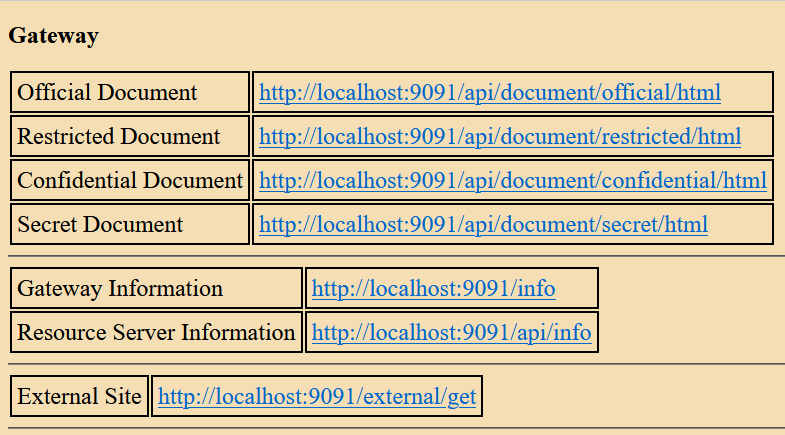 Gateway
Official Document http://localhost:9091/api/document/official/html
Restricted Document http://localhost:9091/api/document/restricted/html
Confidential Document http://localhost:9091/api/document/confidential/html
Secret Document http://localhost:9091/api/document/secret/html
Gateway Information http://localhost:9091/info
Resource Server Information http://localhost:9091/api/info
External Site http://localhost:9091/external/get